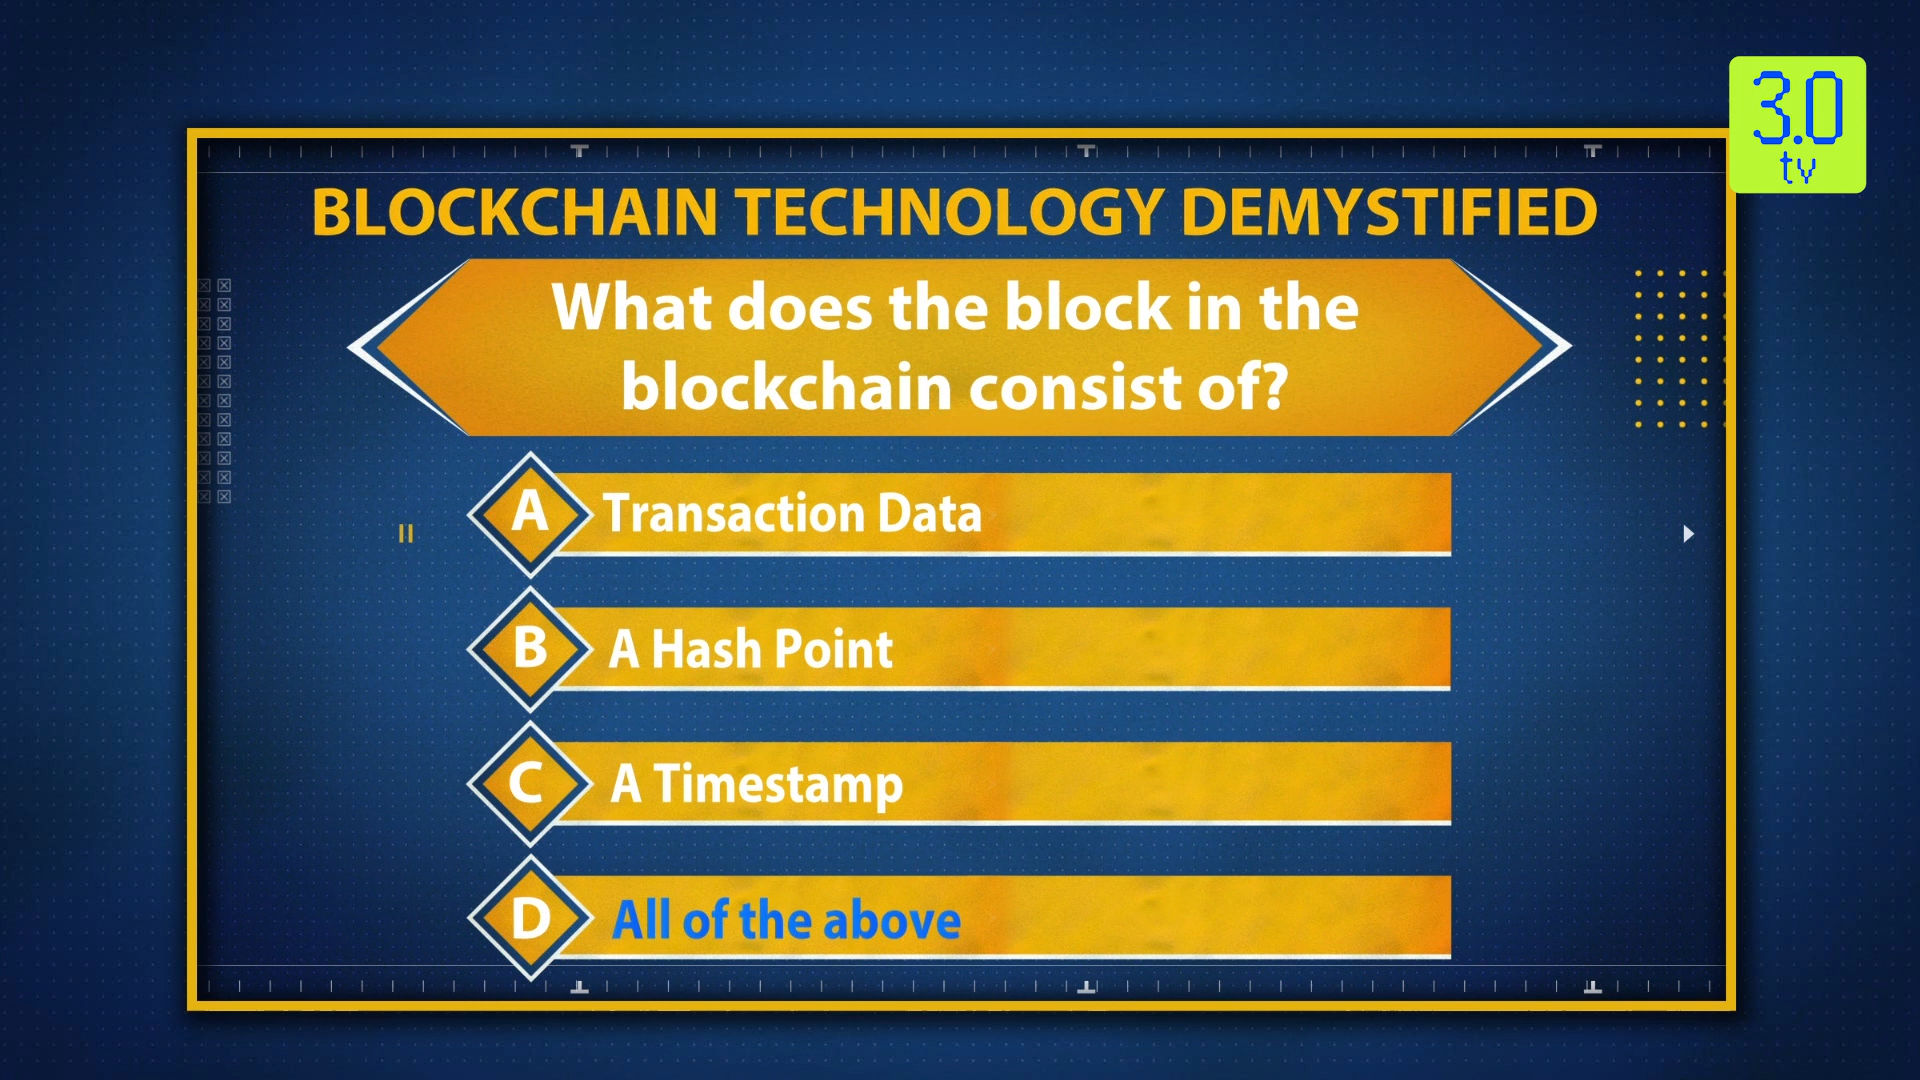 3.0
tv
BLOCKCHAIN TECHNOLOGY DEMYSTIFIED
What does the block in the
blockchain consist of?
A Transaction Data
B A Hash Point
C A Timestamp
D All of the above